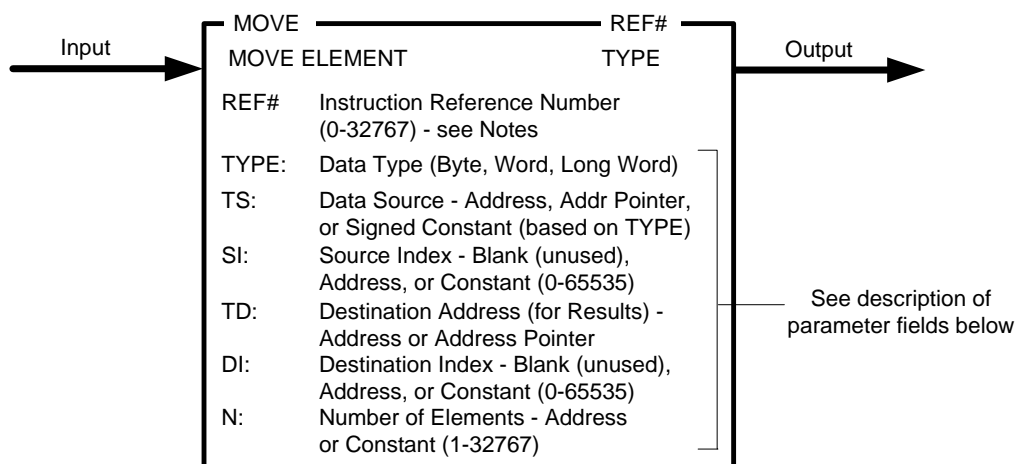 MOVE REF#
Input
MOVE ELEMENT TYPE
Output
REF# Instruction Reference Number
(0-32767) - see Notes
TYPE: Data Type (Byte, Word, Long Word)
TS: Data Source - Address, Addr Pointer,
or Signed Constant (based on TYPE)
SI: Source Index - Blank (unused),
Address, or Constant (0-65535)
TD: Destination Address (for Results) -
Address or Address Pointer
DI: Destination Index - Blank (unused),
Address, or Constant (0-65535)
N: Number of Elements - Address
or Constant (1-32767)
See description of
parameter fields below